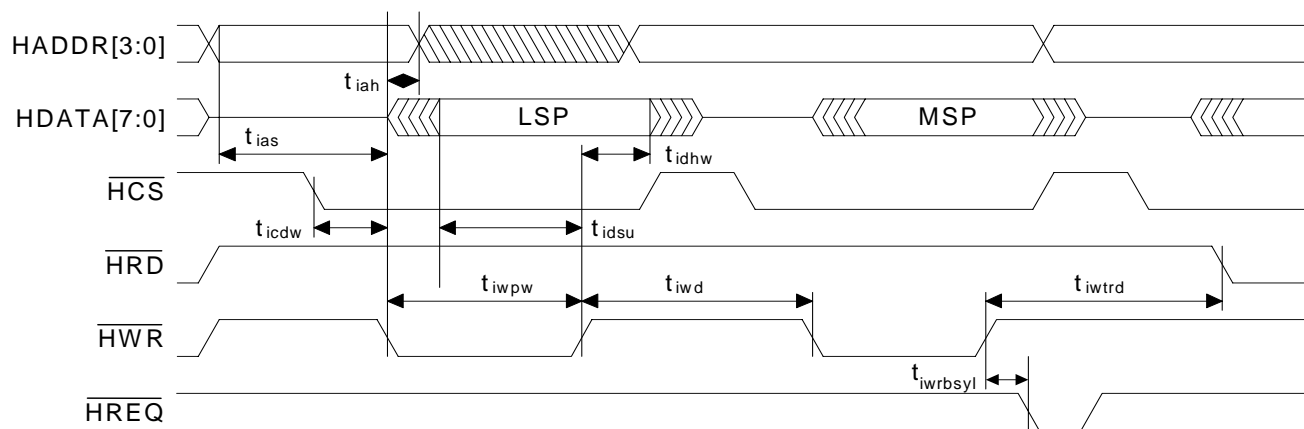 HADDR[3:0]
t iah
HDATA[7:0]
LSP
MSP
t ias
t idhw
HCS
t icdw
t idsu
HRD
t iwpw
t iwd
t iwtrd
HWR
t iwrbsyl
HREQ